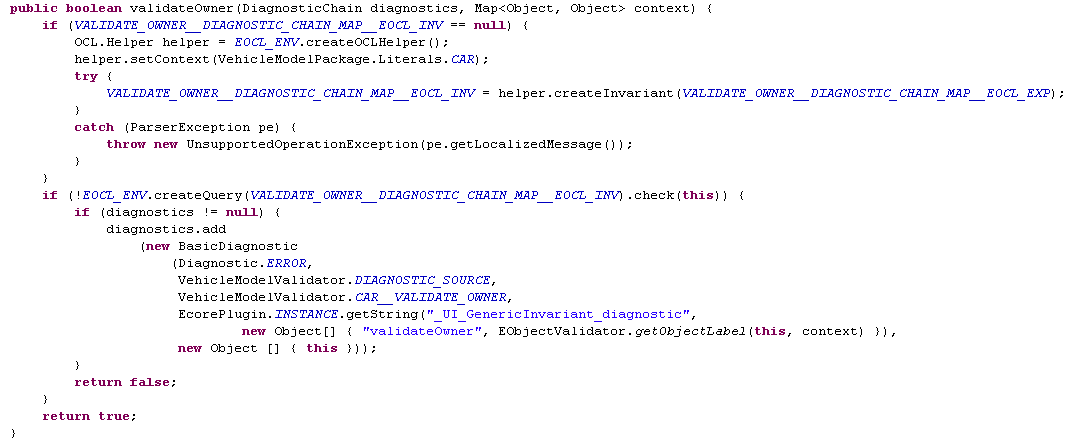 public boolean validateOwner(DiagnosticChain diagnostics, Map<Object, Object> context) {
    if (VALIDATE_OWNER__DIAGNOSTIC_CHAIN_MAP__EOCL_INV == null) {
        OCL.Helper helper = EOCL_ENV.createOCLHelper();
        helper.setContext(VehicleModelPackage.Literals.CAR);
        try {
            VALIDATE_OWNER__DIAGNOSTIC_CHAIN_MAP__EOCL_INV = helper.createInvariant(VALIDATE_OWNER__DIAGNOSTIC_CHAIN_MAP__EOCL_EXP);
        }
        catch (ParserException pe) {
            throw new UnsupportedOperationException(pe.getLocalizedMessage());
        }
    }
    if (!EOCL_ENV.createQuery(VALIDATE_OWNER__DIAGNOSTIC_CHAIN_MAP__EOCL_INV).check(this)) {
        if (diagnostics != null) {
            diagnostics.add
                (new BasicDiagnostic
                    (Diagnostic.ERROR,
                     VehicleModelValidator.DIAGNOSTIC_SOURCE,
                     VehicleModelValidator.CAR__VALIDATE_OWNER,
                     EcorePlugin.INSTANCE.getString("_UI_GenericInvariant_diagnostic",
                             new Object[] { "validateOwner", EObjectValidator.getObjectLabel(this, context) }),
                     new Object [] { this }));
        }
        return false;
    }
    return true;
}